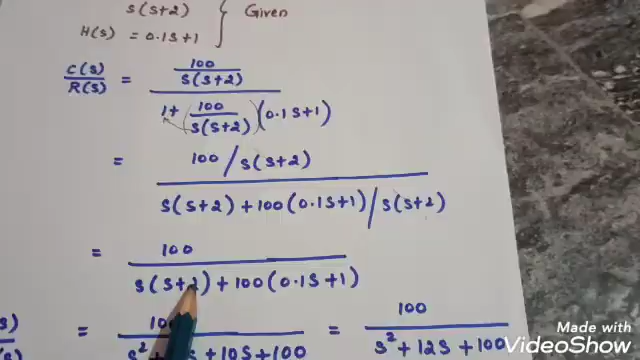 s(s+2) } Given
H(s) = 0.1s+1
C(s)/R(s) = 100/s(s+2) / 1+(100/s(s+2))(0.1s+1)
= 100/s(s+2) / s(s+2)+100(0.1s+1)/s(s+2)
= 100 / s(s+2)+100(0.1s+1)
= 100 / s²+ s+10s+100 = 100 / s²+12s+100
Made with
VideoShow